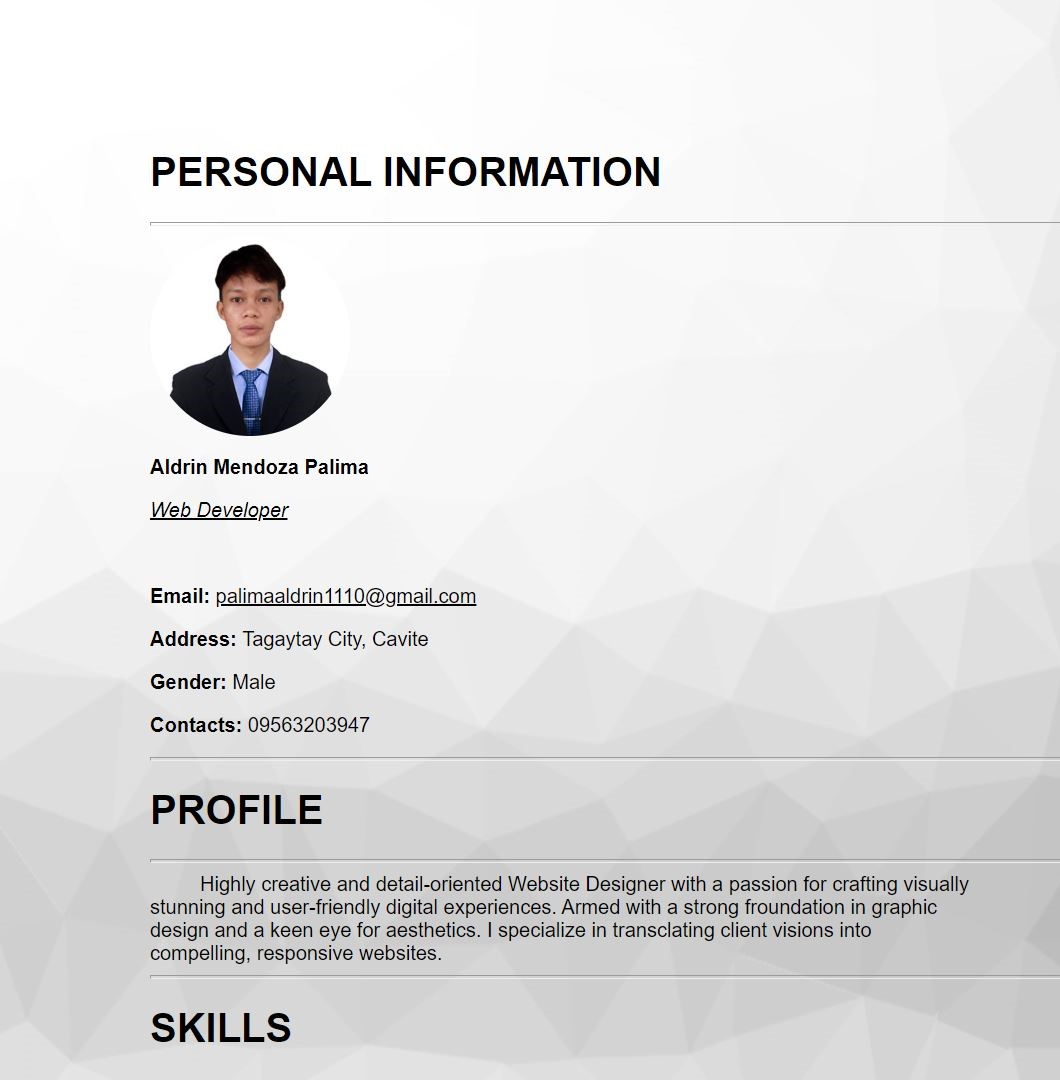 PERSONAL INFORMATION
Aldrin Mendoza Palima
Web Developer
Email: palimaaldrin1110@gmail.com
Address: Tagaytay City, Cavite
Gender: Male
Contacts: 09563203947
PROFILE
Highly creative and detail-oriented Website Designer with a passion for crafting visually
stunning and user-friendly digital experiences. Armed with a strong froundation in graphic
design and a keen eye for aesthetics. I specialize in transclating client visions into
compelling, responsive websites.
SKILLS